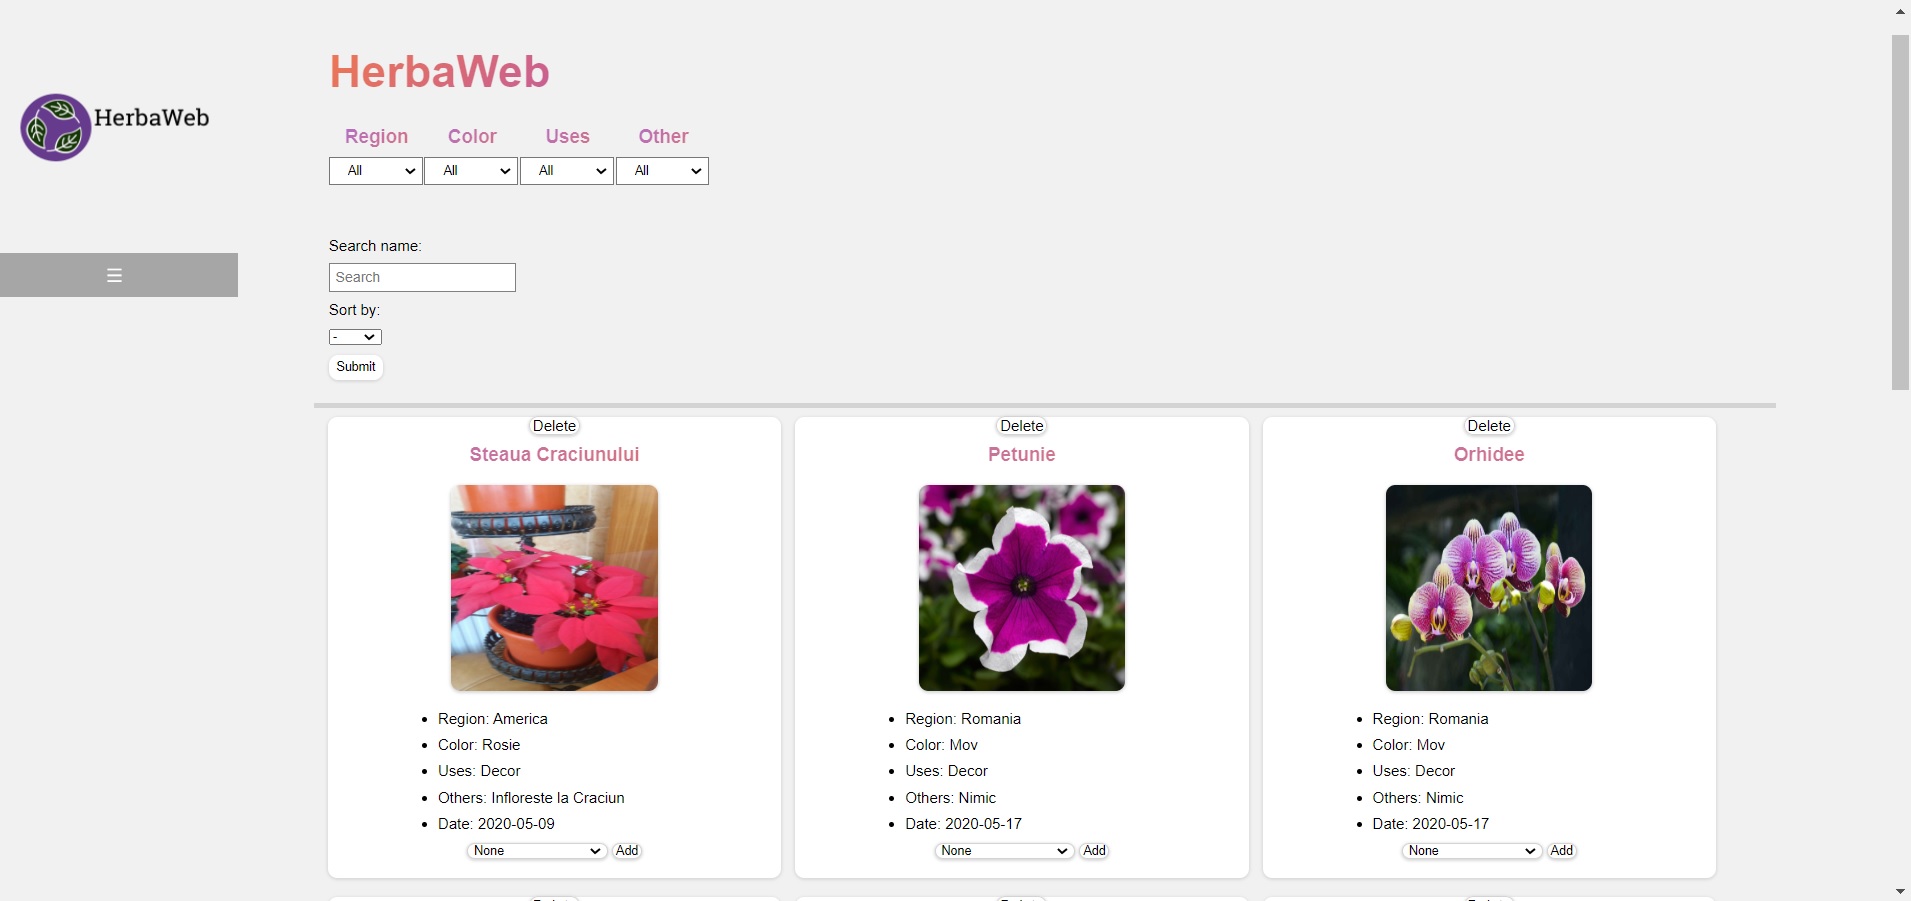 HerbaWeb
HerbaWeb
Region Color Uses Other
All All All All
☰
Search name:
Search
Sort by:
-
Submit
Delete
Steaua Craciunului
Region: America
Color: Rosie
Uses: Decor
Others: Infloreste la Craciun
Date: 2020-05-09
None Add
Delete
Petunie
Region: Romania
Color: Mov
Uses: Decor
Others: Nimic
Date: 2020-05-17
None Add
Delete
Orhidee
Region: Romania
Color: Mov
Uses: Decor
Others: Nimic
Date: 2020-05-17
None Add